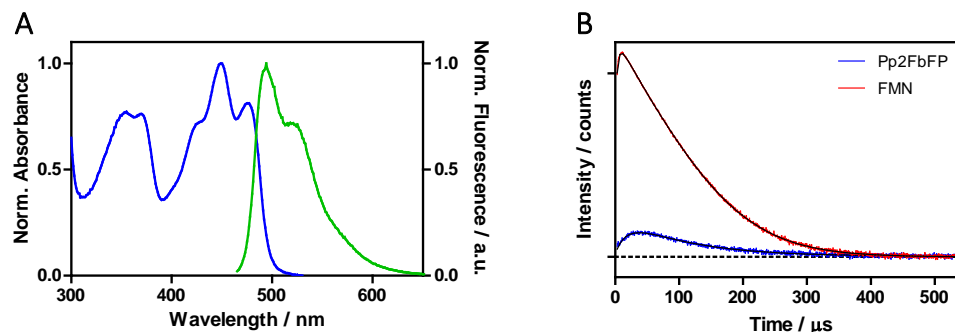 A
Norm. Absorbance
1.0
0.5
0.0
300
400
500
600
Wavelength / nm
1.0
0.5
0.0
Norm. Fluorescence / a.u.
B
Intensity / counts
Pp2FbFP
FMN
0
100
200
300
400
500
Time / μs